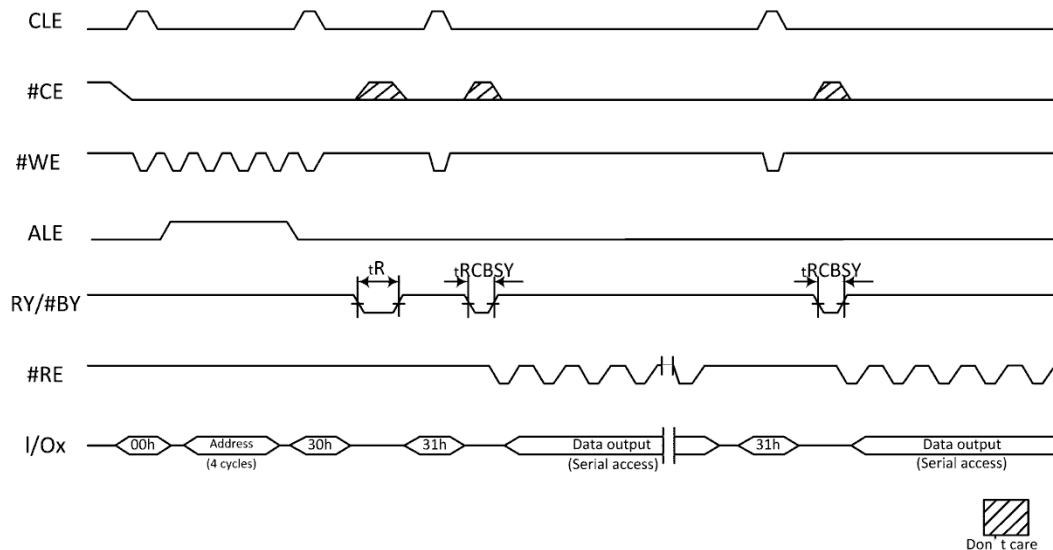 CLE
#CE
#WE
ALE
tR
tRCBSY
tRCBSY
RY/#BY
#RE
I/Ox
00h
Address
(4 cycles)
30h
31h
Data output
(Serial access)
31h
Data output
(Serial access)
Don't care